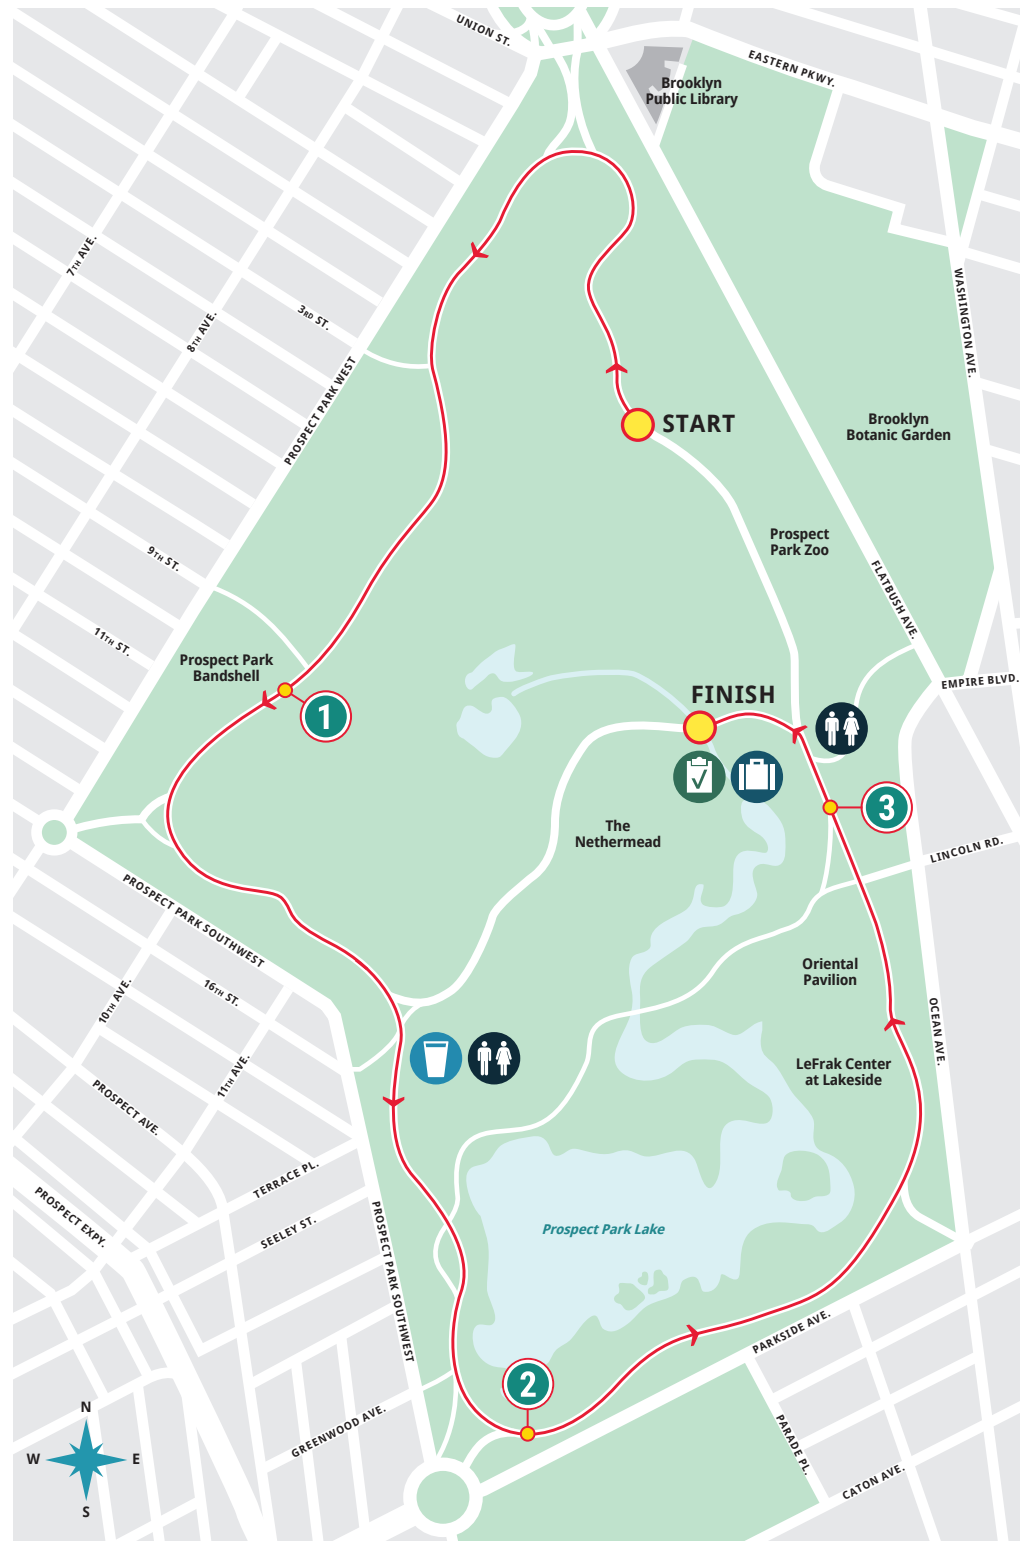 UNION ST.
EASTERN PKWY.
Brooklyn
Public Library
7TH AVE.
8TH AVE.
3RD ST.
WASHINGTON AVE.
PROSPECT PARK WEST
START
Brooklyn
Botanic Garden
Prospect
Park Zoo
9TH ST.
FLATBUSH AVE.
11TH ST.
Prospect Park
Bandshell
EMPIRE BLVD.
FINISH
1
3
The
Nethermead
LINCOLN RD.
PROSPECT PARK SOUTHWEST
Oriental
Pavilion
16TH ST.
10TH AVE.
OCEAN AVE.
LeFrak Center
at Lakeside
11TH AVE.
PROSPECT AVE.
TERRACE PL.
PROSPECT EXPY.
SEELEY ST.
PROSPECT PARK SOUTHWEST
Prospect Park Lake
PARKSIDE AVE.
2
GREENWOOD AVE.
PARADE PL.
CATON AVE.
N
W E
S